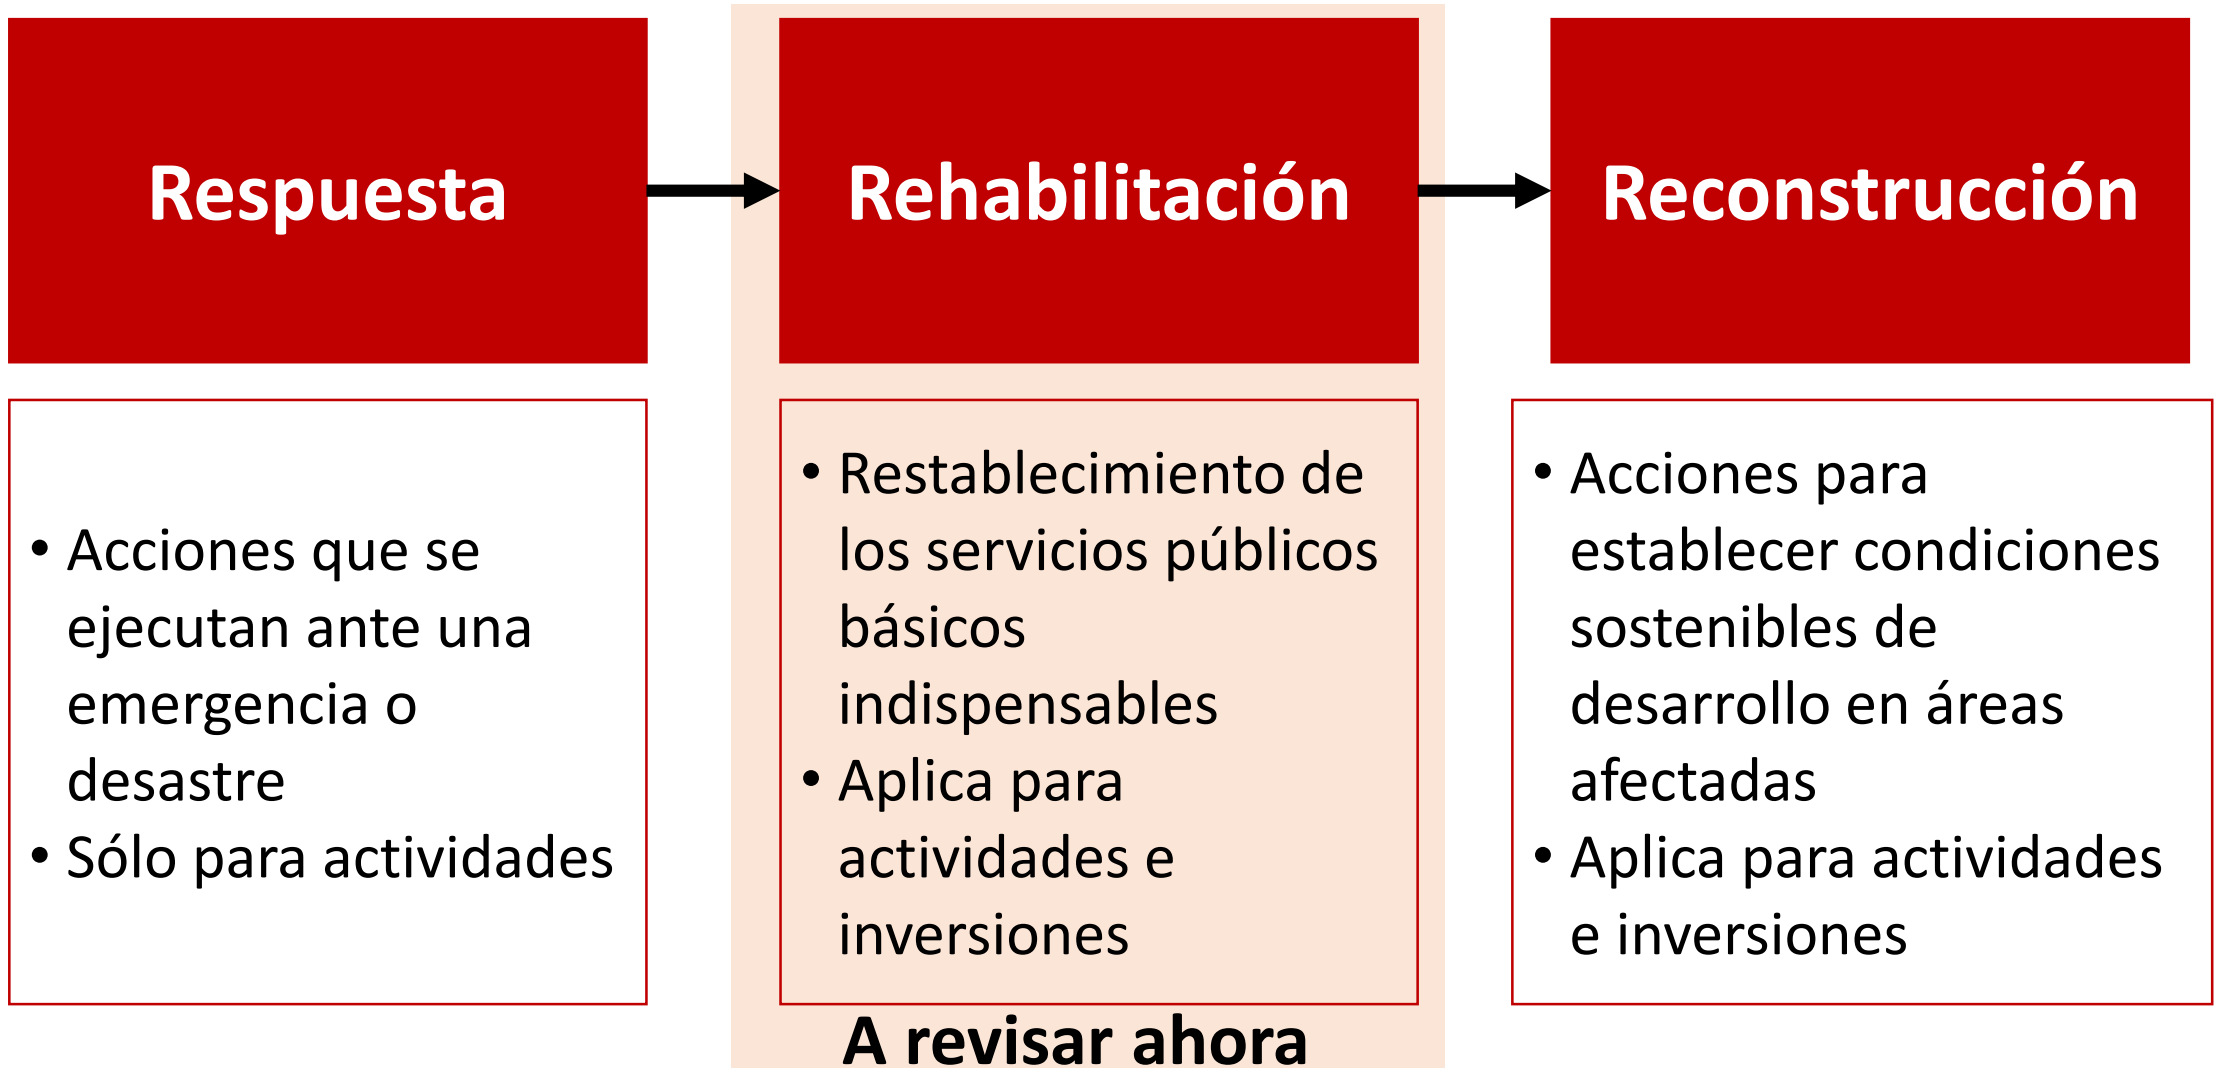 Respuesta
Rehabilitación
Reconstrucción
• Acciones que se
ejecutan ante una
emergencia o
desastre
• Sólo para actividades
• Restablecimiento de
los servicios públicos
básicos
indispensables
• Aplica para
actividades e
inversiones
• Acciones para
establecer condiciones
sostenibles de
desarrollo en áreas
afectadas
• Aplica para actividades
e inversiones
A revisar ahora